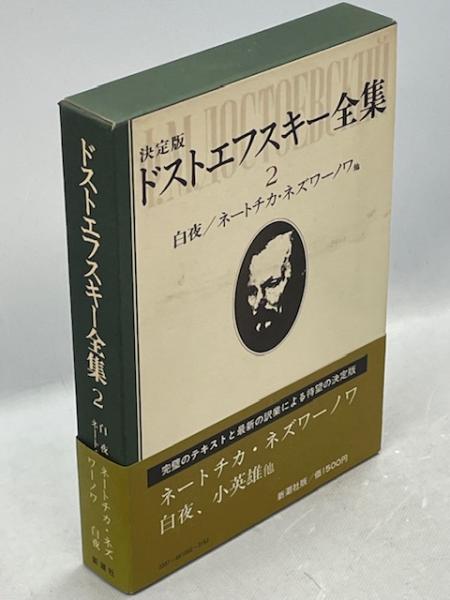 Ф.М.ДОСТОЕВСКИЙ
決定版
ドストエフスキー全集
2
白夜/ネートチカ・ネズワーノワ他
完璧のテキストと最新の訳業による待望の決定版
ネートチカ・ネズワーノワ
白夜、小英雄他
新潮社版/価1500円
ドストエフスキー全集 2
白夜
ネートチカ・ネズ
ワーノワ 白夜
新潮社